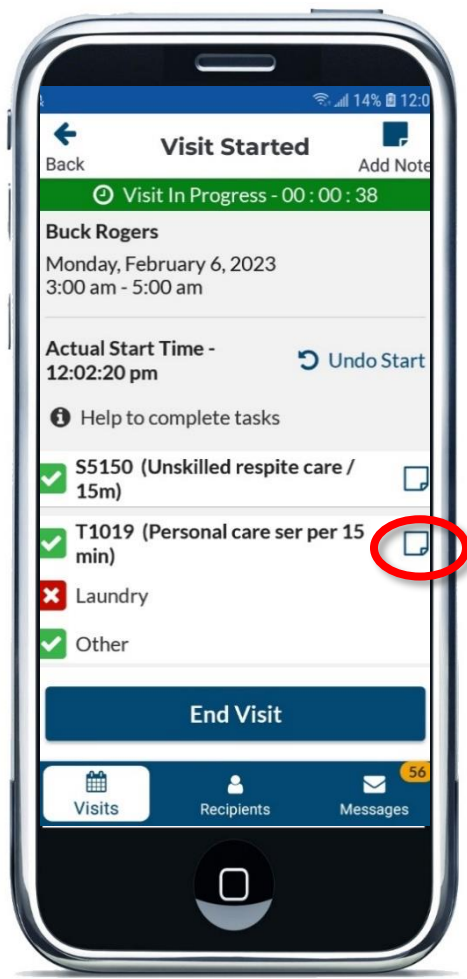 14% 12:0
Back
Visit Started
Add Note
Visit In Progress - 00 : 00 : 38
Buck Rogers
Monday, February 6, 2023
3:00 am - 5:00 am
Actual Start Time -
12:02:20 pm
Undo Start
Help to complete tasks
S5150 (Unskilled respite care /
15m)
T1019 (Personal care ser per 15
min)
Laundry
Other
End Visit
56
Visits
Recipients
Messages